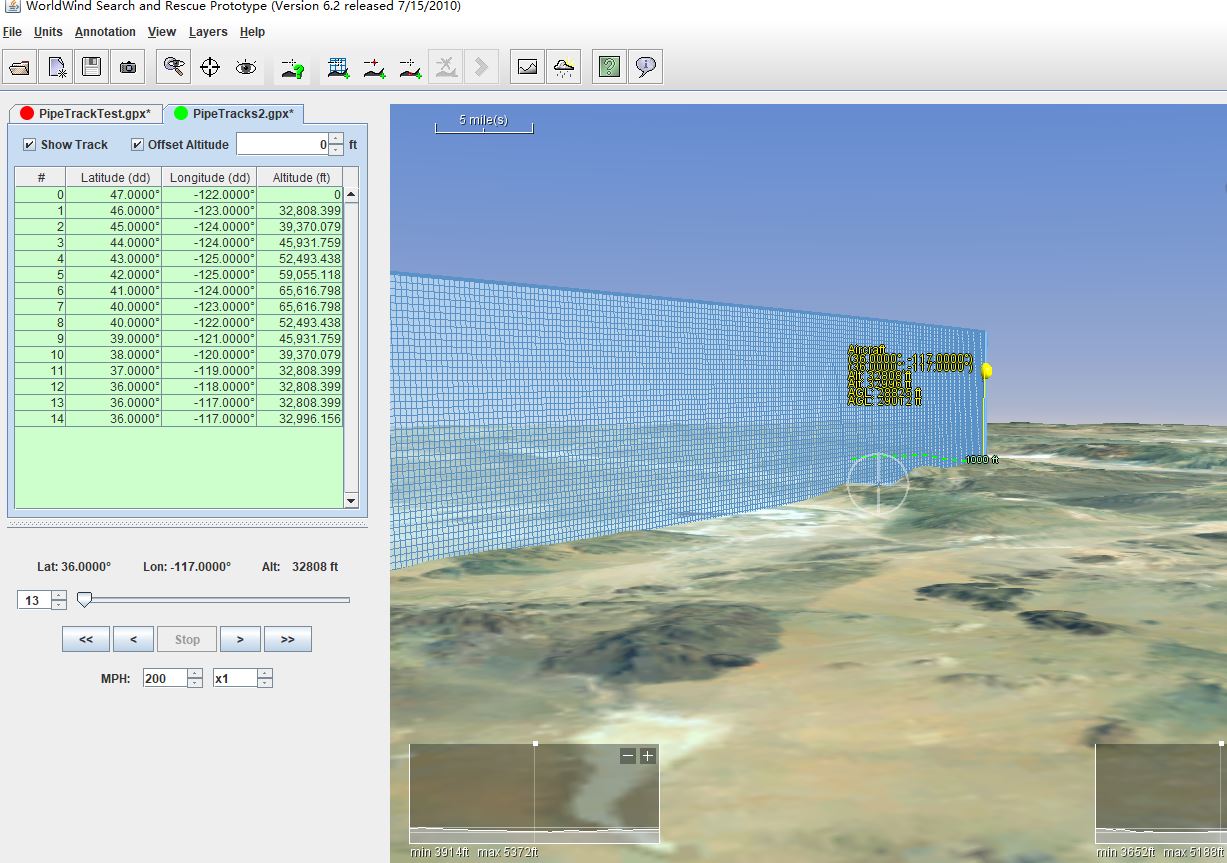 WorldWind Search and Rescue Prototype (Version 6.2 released 7/15/2010)
File Units Annotation View Layers Help
PipeTrackTest.gpx* PipeTracks2.gpx*
Show Track Offset Altitude 0 ft
# Latitude (dd) Longitude (dd) Altitude (ft)
0 47.0000° -122.0000° 0
1 46.0000° -123.0000° 32,808.399
2 45.0000° -124.0000° 39,370.079
3 44.0000° -124.0000° 45,931.759
4 43.0000° -125.0000° 52,493.438
5 42.0000° -125.0000° 59,055.118
6 41.0000° -124.0000° 65,616.798
7 40.0000° -123.0000° 65,616.798
8 40.0000° -122.0000° 52,493.438
9 39.0000° -121.0000° 45,931.759
10 38.0000° -120.0000° 39,370.079
11 37.0000° -119.0000° 32,808.399
12 36.0000° -118.0000° 32,808.399
13 36.0000° -117.0000° 32,808.399
14 36.0000° -117.0000° 32,996.156
Lat: 36.0000° Lon: -117.0000° Alt: 32808 ft
13
<< < Stop > >>
MPH: 200 x1
5 mile(s)
Aircraft
(36.0000°, -117.0000°)
(36.0000°, -117.0000°)
Alt: 32808 ft
Alt: 32996 ft
AGL: 29012 ft
1000 ft
min 3914ft max 5372ft
min 3652ft max 5188ft